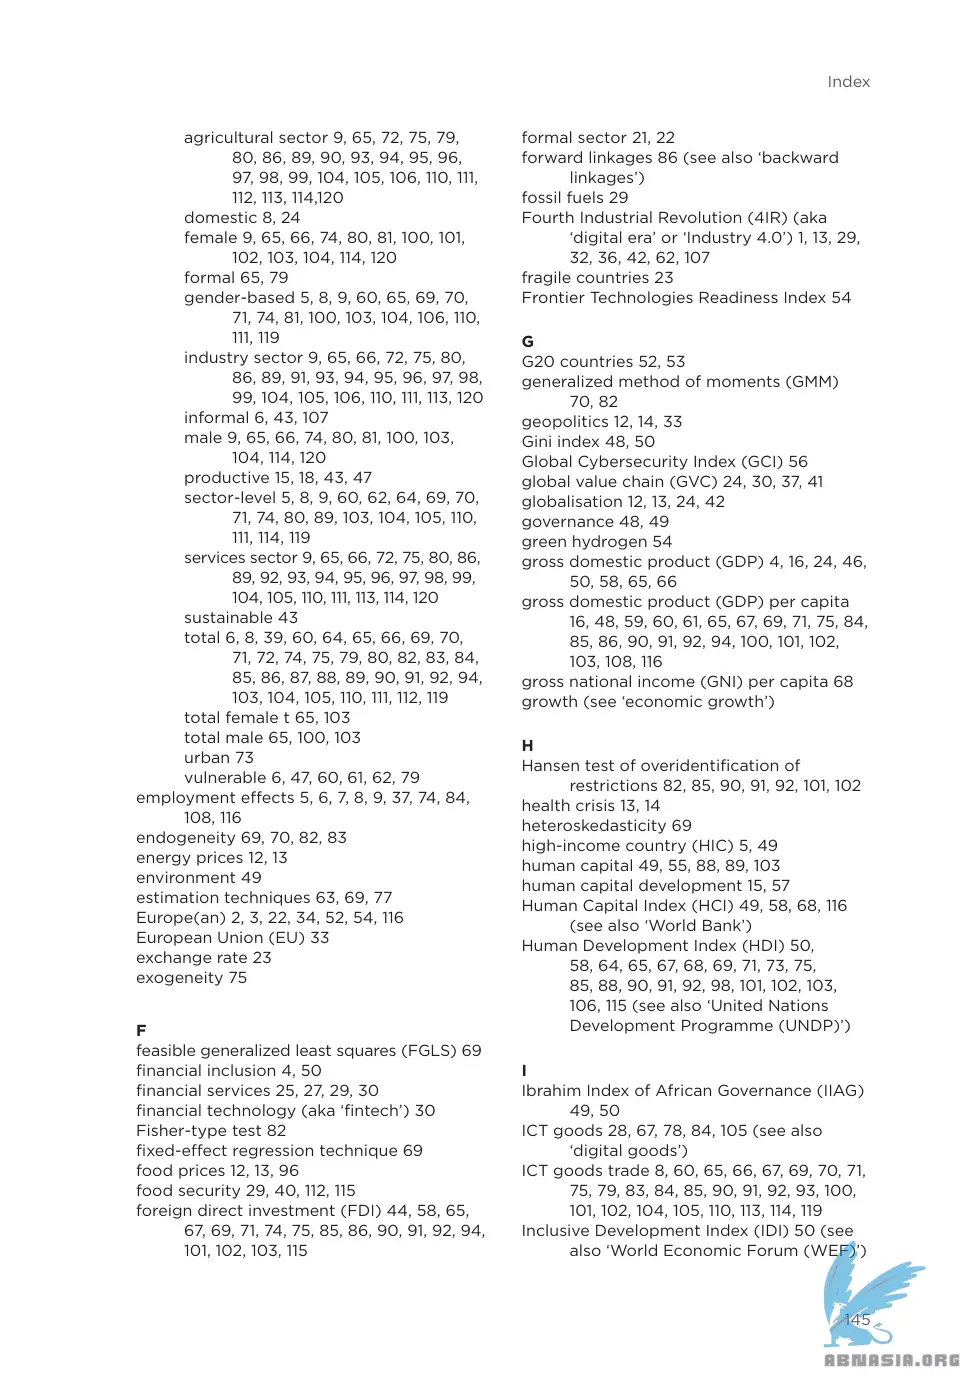 Index
agricultural sector 9, 65, 72, 75, 79,
80, 86, 89, 90, 93, 94, 95, 96,
97, 98, 99, 104, 105, 106, 110, 111,
112, 113, 114,120
domestic 8, 24
female 9, 65, 66, 74, 80, 81, 100, 101,
102, 103, 104, 114, 120
formal 65, 79
gender-based 5, 8, 9, 60, 65, 69, 70,
71, 74, 81, 100, 103, 104, 106, 110,
111, 119
industry sector 9, 65, 66, 72, 75, 80,
86, 89, 91, 93, 94, 95, 96, 97, 98,
99, 104, 105, 106, 110, 111, 113, 120
informal 6, 43, 107
male 9, 65, 66, 74, 80, 81, 100, 103,
104, 114, 120
productive 15, 18, 43, 47
sector-level 5, 8, 9, 60, 62, 64, 69, 70,
71, 74, 80, 89, 103, 104, 105, 110,
111, 114, 119
services sector 9, 65, 66, 72, 75, 80, 86,
89, 92, 93, 94, 95, 96, 97, 98, 99,
104, 105, 110, 111, 113, 114, 120
sustainable 43
total 6, 8, 39, 60, 64, 65, 66, 69, 70,
71, 72, 74, 75, 79, 80, 82, 83, 84,
85, 86, 87, 88, 89, 90, 91, 92, 94,
103, 104, 105, 110, 111, 112, 119
total female t 65, 103
total male 65, 100, 103
urban 73
vulnerable 6, 47, 60, 61, 62, 79
employment effects 5, 6, 7, 8, 9, 37, 74, 84,
108, 116
endogeneity 69, 70, 82, 83
energy prices 12, 13
environment 49
estimation techniques 63, 69, 77
Europe(an) 2, 3, 22, 34, 52, 54, 116
European Union (EU) 33
exchange rate 23
exogeneity 75
F
feasible generalized least squares (FGLS) 69
financial inclusion 4, 50
financial services 25, 27, 29, 30
financial technology (aka ‘fintech’) 30
Fisher-type test 82
fixed-effect regression technique 69
food prices 12, 13, 96
food security 29, 40, 112, 115
foreign direct investment (FDI) 44, 58, 65,
67, 69, 71, 74, 75, 85, 86, 90, 91, 92, 94,
101, 102, 103, 115
formal sector 21, 22
forward linkages 86 (see also ‘backward
linkages’)
fossil fuels 29
Fourth Industrial Revolution (4IR) (aka
‘digital era’ or ‘Industry 4.0’) 1, 13, 29,
32, 36, 42, 62, 107
fragile countries 23
Frontier Technologies Readiness Index 54
G
G20 countries 52, 53
generalized method of moments (GMM)
70, 82
geopolitics 12, 14, 33
Gini index 48, 50
Global Cybersecurity Index (GCI) 56
global value chain (GVC) 24, 30, 37, 41
globalisation 12, 13, 24, 42
governance 48, 49
green hydrogen 54
gross domestic product (GDP) 4, 16, 24, 46,
50, 58, 65, 66
gross domestic product (GDP) per capita
16, 48, 59, 60, 61, 65, 67, 69, 71, 75, 84,
85, 86, 90, 91, 92, 94, 100, 101, 102,
103, 108, 116
gross national income (GNI) per capita 68
growth (see ‘economic growth’)
H
Hansen test of overidentification of
restrictions 82, 85, 90, 91, 92, 101, 102
health crisis 13, 14
heteroskedasticity 69
high-income country (HIC) 5, 49
human capital 49, 55, 88, 89, 103
human capital development 15, 57
Human Capital Index (HCI) 49, 58, 68, 116
(see also ‘World Bank’)
Human Development Index (HDI) 50,
58, 64, 65, 67, 68, 69, 71, 73, 75,
85, 88, 90, 91, 92, 98, 101, 102, 103,
106, 115 (see also ‘United Nations
Development Programme (UNDP)’)
I
Ibrahim Index of African Governance (IIAG)
49, 50
ICT goods 28, 67, 78, 84, 105 (see also
‘digital goods’)
ICT goods trade 8, 60, 65, 66, 67, 69, 70, 71,
75, 79, 83, 84, 85, 90, 91, 92, 93, 100,
101, 102, 104, 105, 110, 113, 114, 119
Inclusive Development Index (IDI) 50 (see
also ‘World Economic Forum (WEF)’)
145
ABNASIA.ORG